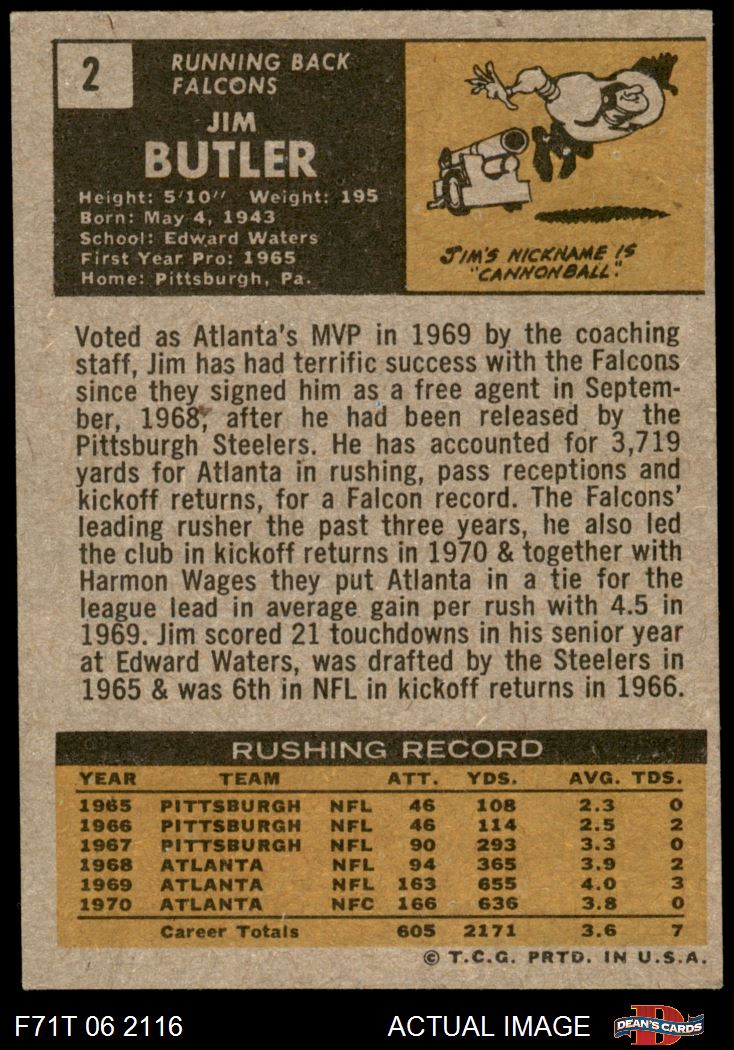 2
RUNNING BACK
FALCONS
JIM
BUTLER
Height: 5'10" Weight: 195
Born: May 4, 1943
School: Edward Waters
First Year Pro: 1965
Home: Pittsburgh, Pa.
JIM'S NICKNAME IS
"CANNONBALL."
Voted as Atlanta's MVP in 1969 by the coaching
staff, Jim has had terrific success with the Falcons
since they signed him as a free agent in Septem-
ber, 1968, after he had been released by the
Pittsburgh Steelers. He has accounted for 3,719
yards for Atlanta in rushing, pass receptions and
kickoff returns, for a Falcon record. The Falcons'
leading rusher the past three years, he also led
the club in kickoff returns in 1970 & together with
Harmon Wages they put Atlanta in a tie for the
league lead in average gain per rush with 4.5 in
1969. Jim scored 21 touchdowns in his senior year
at Edward Waters, was drafted by the Steelers in
1965 & was 6th in NFL in kickoff returns in 1966.
RUSHING RECORD
YEAR TEAM ATT. YDS. AVG. TDS.
1965 PITTSBURGH NFL 46 108 2.3 0
1966 PITTSBURGH NFL 46 114 2.5 2
1967 PITTSBURGH NFL 90 293 3.3 0
1968 ATLANTA NFL 94 365 3.9 2
1969 ATLANTA NFL 163 655 4.0 3
1970 ATLANTA NFC 166 636 3.8 0
Career Totals 605 2171 3.6 7
© T.C.G. PRTD. IN U.S.A.
F71T 06 2116 ACTUAL IMAGE D DEAN'S CARDS